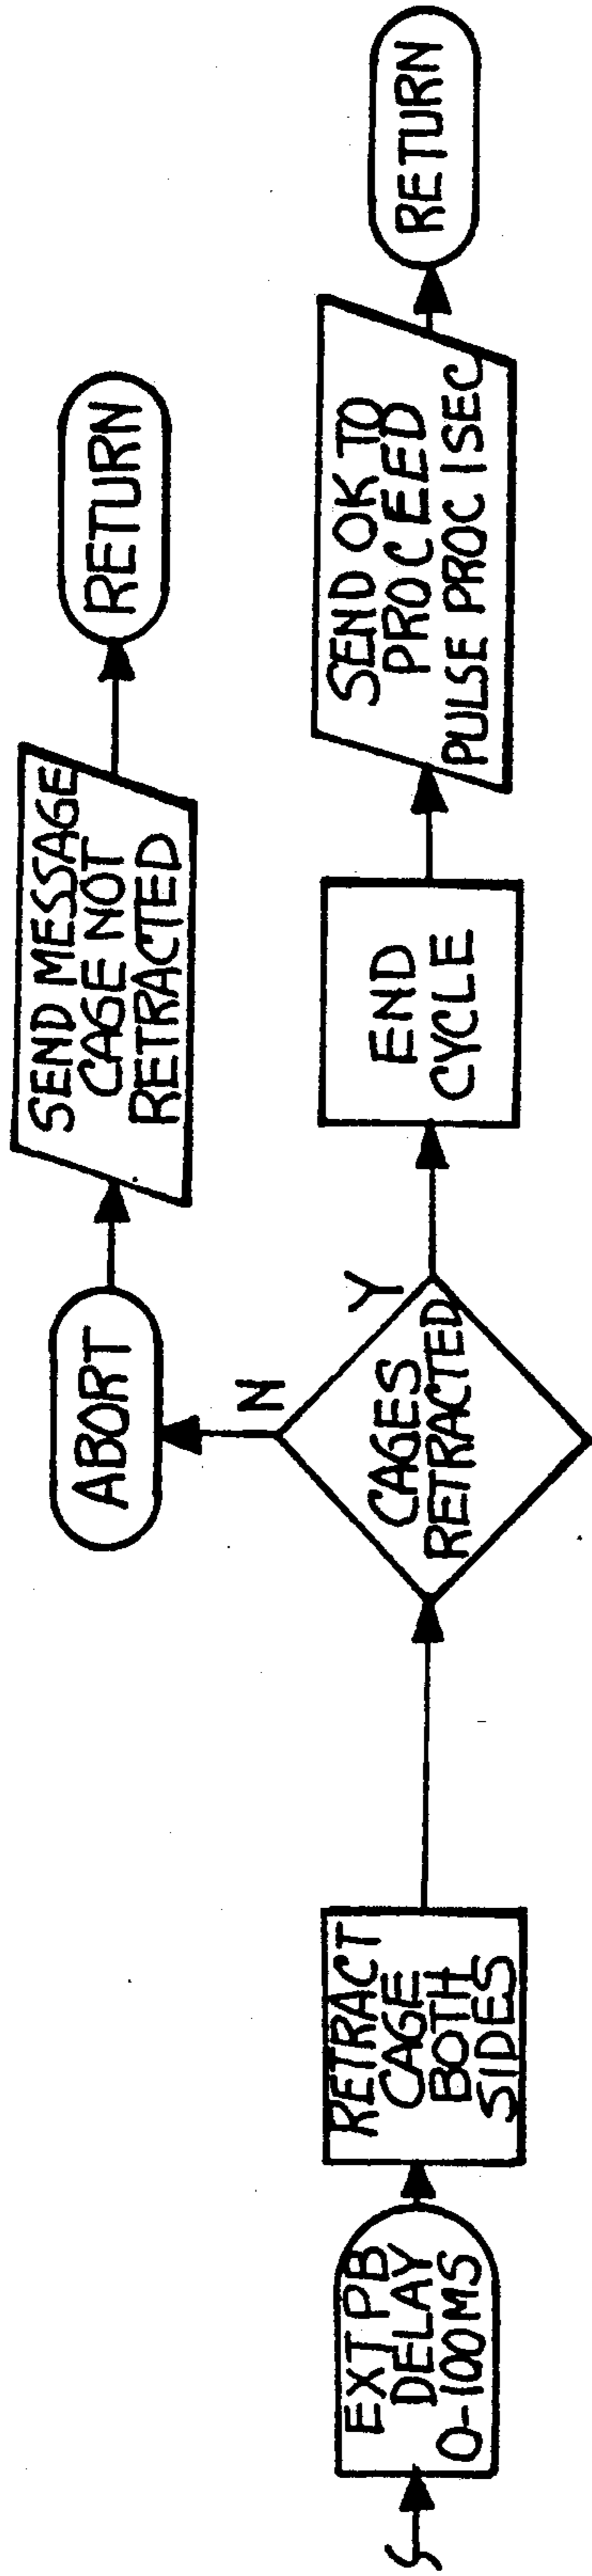 EXT PB
DELAY
0-100MS
RETRACT
CAGE
BOTH
SIDES
CAGES
RETRACTED
N
Y
ABORT
SEND MESSAGE
CAGE NOT
RETRACTED
RETURN
END
CYCLE
SEND OK TO
PROCEED
PULSE PROC 1SEC
RETURN